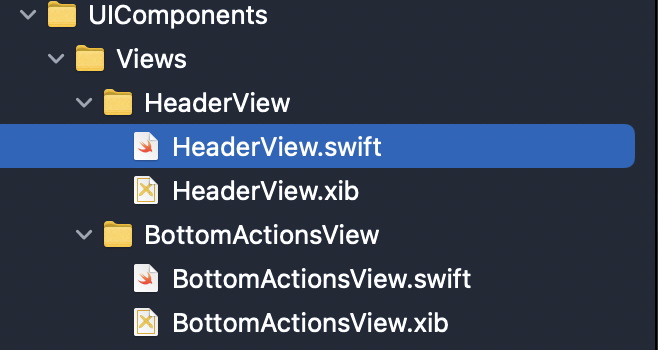 UIComponents
Views
HeaderView
HeaderView.swift
HeaderView.xib
BottomActionsView
BottomActionsView.swift
BottomActionsView.xib